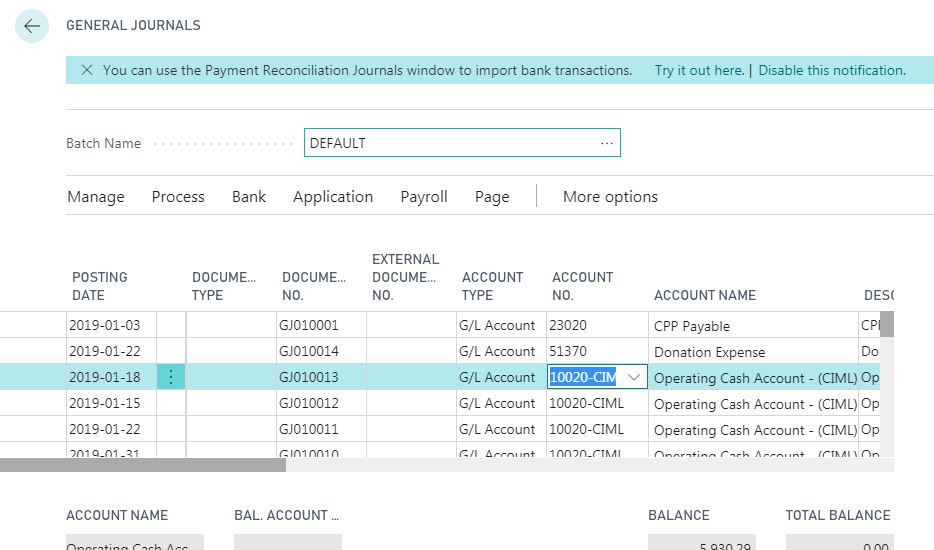 GENERAL JOURNALS
You can use the Payment Reconciliation Journals window to import bank transactions. Try it out here. | Disable this notification.
Batch Name DEFAULT ...
Manage Process Bank Application Payroll Page | More options
POSTING DATE DOCUME... TYPE DOCUME... NO. EXTERNAL DOCUME... NO. ACCOUNT TYPE ACCOUNT NO. ACCOUNT NAME DESC
2019-01-03 GJ010001 G/L Account 23020 CPP Payable CPI
2019-01-22 GJ010014 G/L Account 51370 Donation Expense Do
2019-01-18 GJ010013 G/L Account 10020-CIM Operating Cash Account - (CIML) Op
2019-01-15 GJ010012 G/L Account 10020-CIML Operating Cash Account - (CIML) Op
2019-01-22 GJ010011 G/L Account 10020-CIML Operating Cash Account - (CIML) Op
2019-01-31 GJ010010 G/L Account 10020-CIML Operating Cash Account - (CIML) Op
ACCOUNT NAME BAL. ACCOUNT ... BALANCE TOTAL BALANCE
Operating Cash Acc 5,930.29 0.00